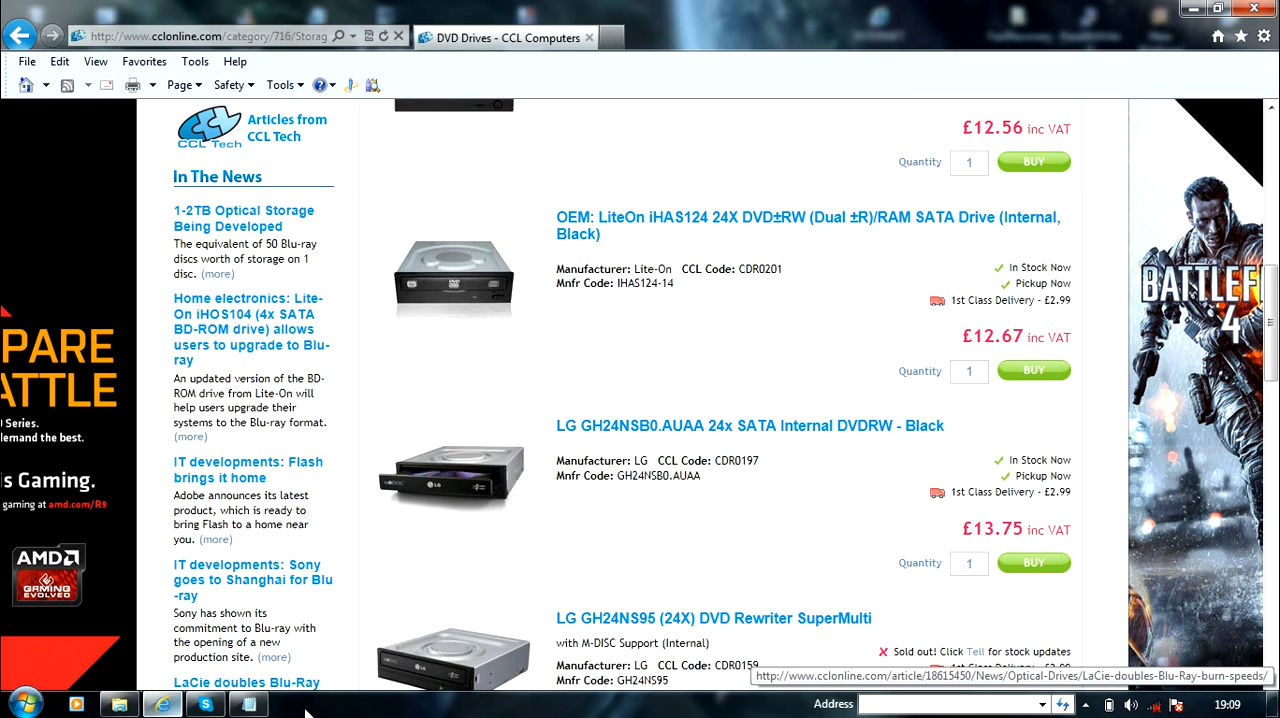 http://www.cclonline.com/category/716/Storag
DVD Drives - CCL Computers
File Edit View Favorites Tools Help
Page Safety Tools
Articles from
CCL Tech
CCL Tech
In The News
1-2TB Optical Storage
Being Developed
The equivalent of 50 Blu-ray
discs worth of storage on 1
disc. (more)
Home electronics: Lite-
On iHOS104 (4x SATA
BD-ROM drive) allows
users to upgrade to Blu-
ray
An updated version of the BD-
ROM drive from Lite-On will
help users upgrade their
systems to the Blu-ray format.
(more)
IT developments: Flash
brings it home
Adobe announces its latest
product, which is ready to
bring Flash to a home near
you. (more)
IT developments: Sony
goes to Shanghai for Blu
-ray
Sony has shown its
commitment to Blu-ray with
the opening of a new
production site. (more)
LaCie doubles Blu-Ray
£12.56 inc VAT
Quantity 1 BUY
OEM: LiteOn iHAS124 24X DVD±RW (Dual ±R)/RAM SATA Drive (Internal,
Black)
Manufacturer: Lite-On CCL Code: CDR0201
Mnfr Code: IHAS124-14
In Stock Now
Pickup Now
1st Class Delivery - £2.99
£12.67 inc VAT
Quantity 1 BUY
LG GH24NSB0.AUAA 24x SATA Internal DVDRW - Black
Manufacturer: LG CCL Code: CDR0197
Mnfr Code: GH24NSB0.AUAA
In Stock Now
Pickup Now
1st Class Delivery - £2.99
£13.75 inc VAT
Quantity 1 BUY
LG GH24NS95 (24X) DVD Rewriter SuperMulti
with M-DISC Support (Internal)
Manufacturer: LG CCL Code: CDR0159
Mnfr Code: GH24NS95
Sold out! Click Tell for stock updates
http://www.cclonline.com/article/18615450/News/Optical-Drives/LaCie-doubles-Blu-Ray-burn-speeds/
PARE
ATTLE
Series.
demand the best.
is Gaming.
gaming at amd.com/R9
AMD
GAMING
EVOLVED
BATTLEF
4
LG
LG
Address
19:09